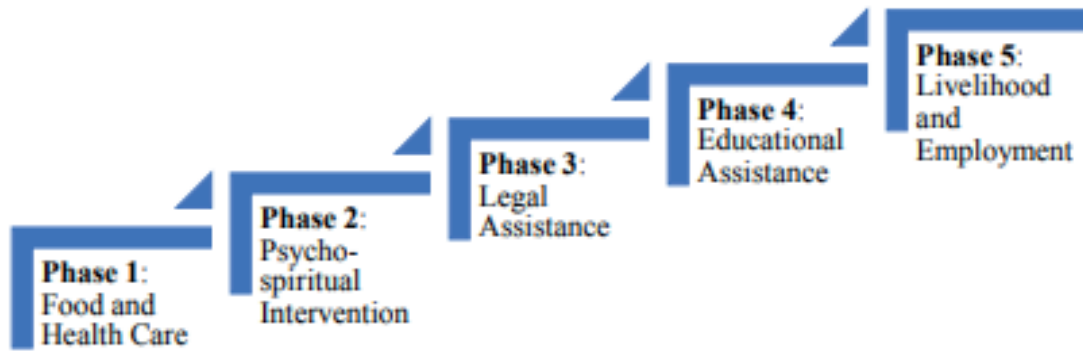 Phase 1:
Food and
Health Care
Phase 2:
Psycho-
spiritual
Intervention
Phase 3:
Legal
Assistance
Phase 4:
Educational
Assistance
Phase 5:
Livelihood
and
Employment